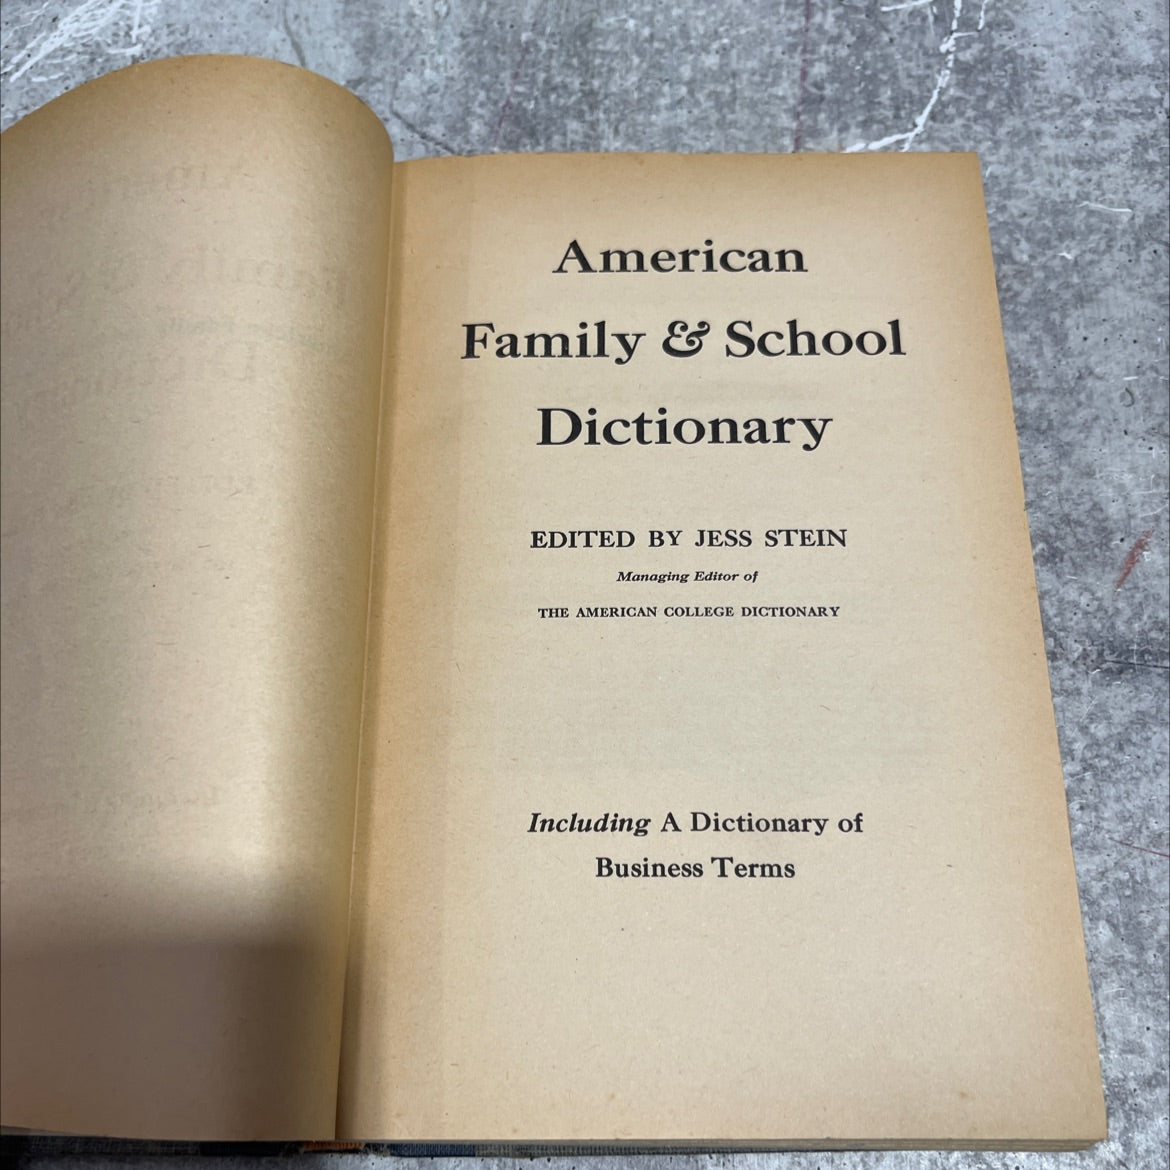 American
Family & School
Dictionary
EDITED BY JESS STEIN
Managing Editor of
THE AMERICAN COLLEGE DICTIONARY
Including A Dictionary of
Business Terms